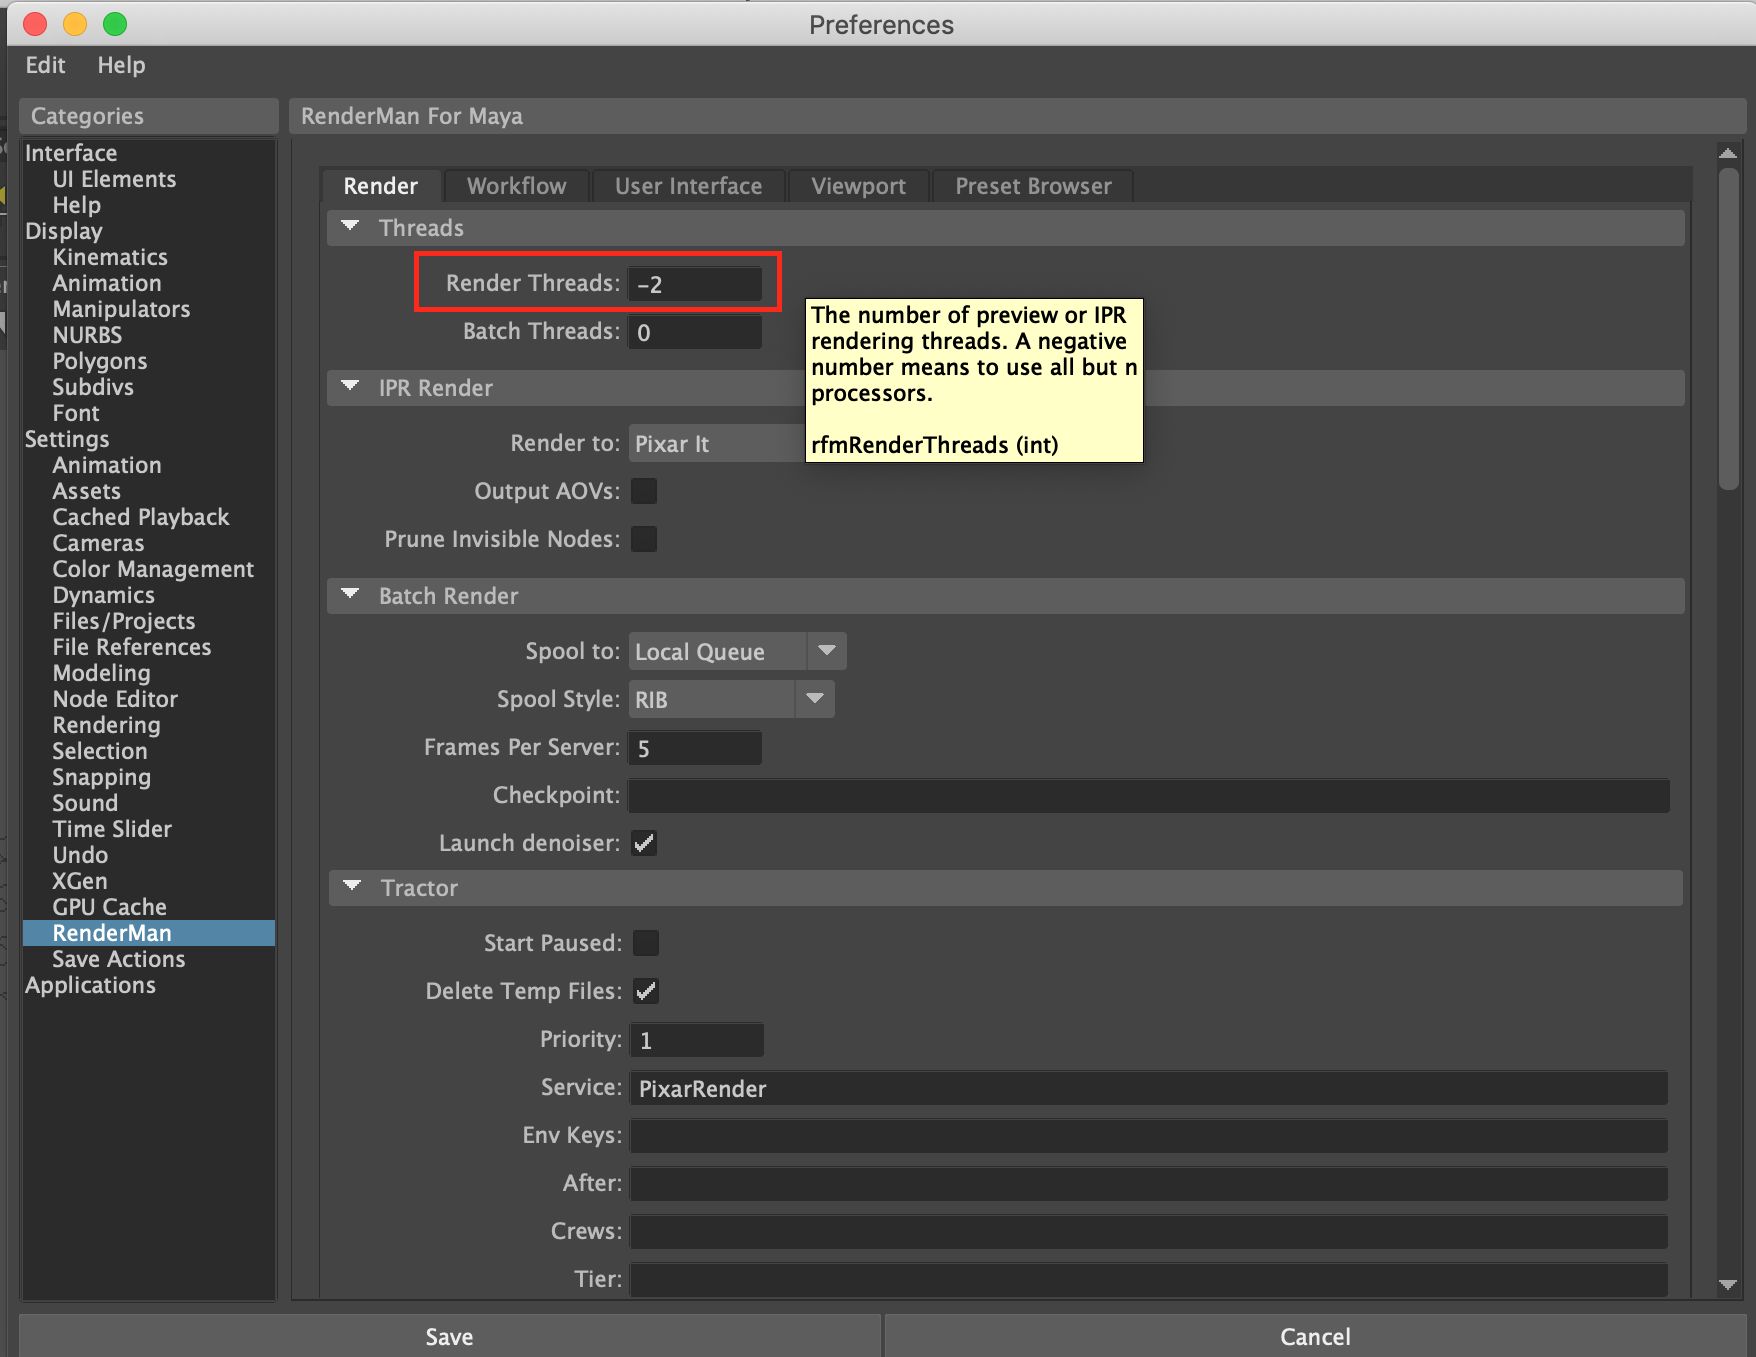 Preferences
Edit Help
Categories
RenderMan For Maya
Interface
UI Elements
Help
Display
Kinematics
Animation
Manipulators
NURBS
Polygons
Subdivs
Font
Settings
Animation
Assets
Cached Playback
Cameras
Color Management
Dynamics
Files/Projects
File References
Modeling
Node Editor
Rendering
Selection
Snapping
Sound
Time Slider
Undo
XGen
GPU Cache
RenderMan
Save Actions
Applications
Render Workflow User Interface Viewport Preset Browser
Threads
Render Threads: -2
Batch Threads: 0
The number of preview or IPR
rendering threads. A negative
number means to use all but n
processors.
rfmRenderThreads (int)
IPR Render
Render to: Pixar It
Output AOVs:
Prune Invisible Nodes:
Batch Render
Spool to: Local Queue
Spool Style: RIB
Frames Per Server: 5
Checkpoint:
Launch denoiser:
Tractor
Start Paused:
Delete Temp Files:
Priority: 1
Service: PixarRender
Env Keys:
After:
Crews:
Tier:
Save Cancel